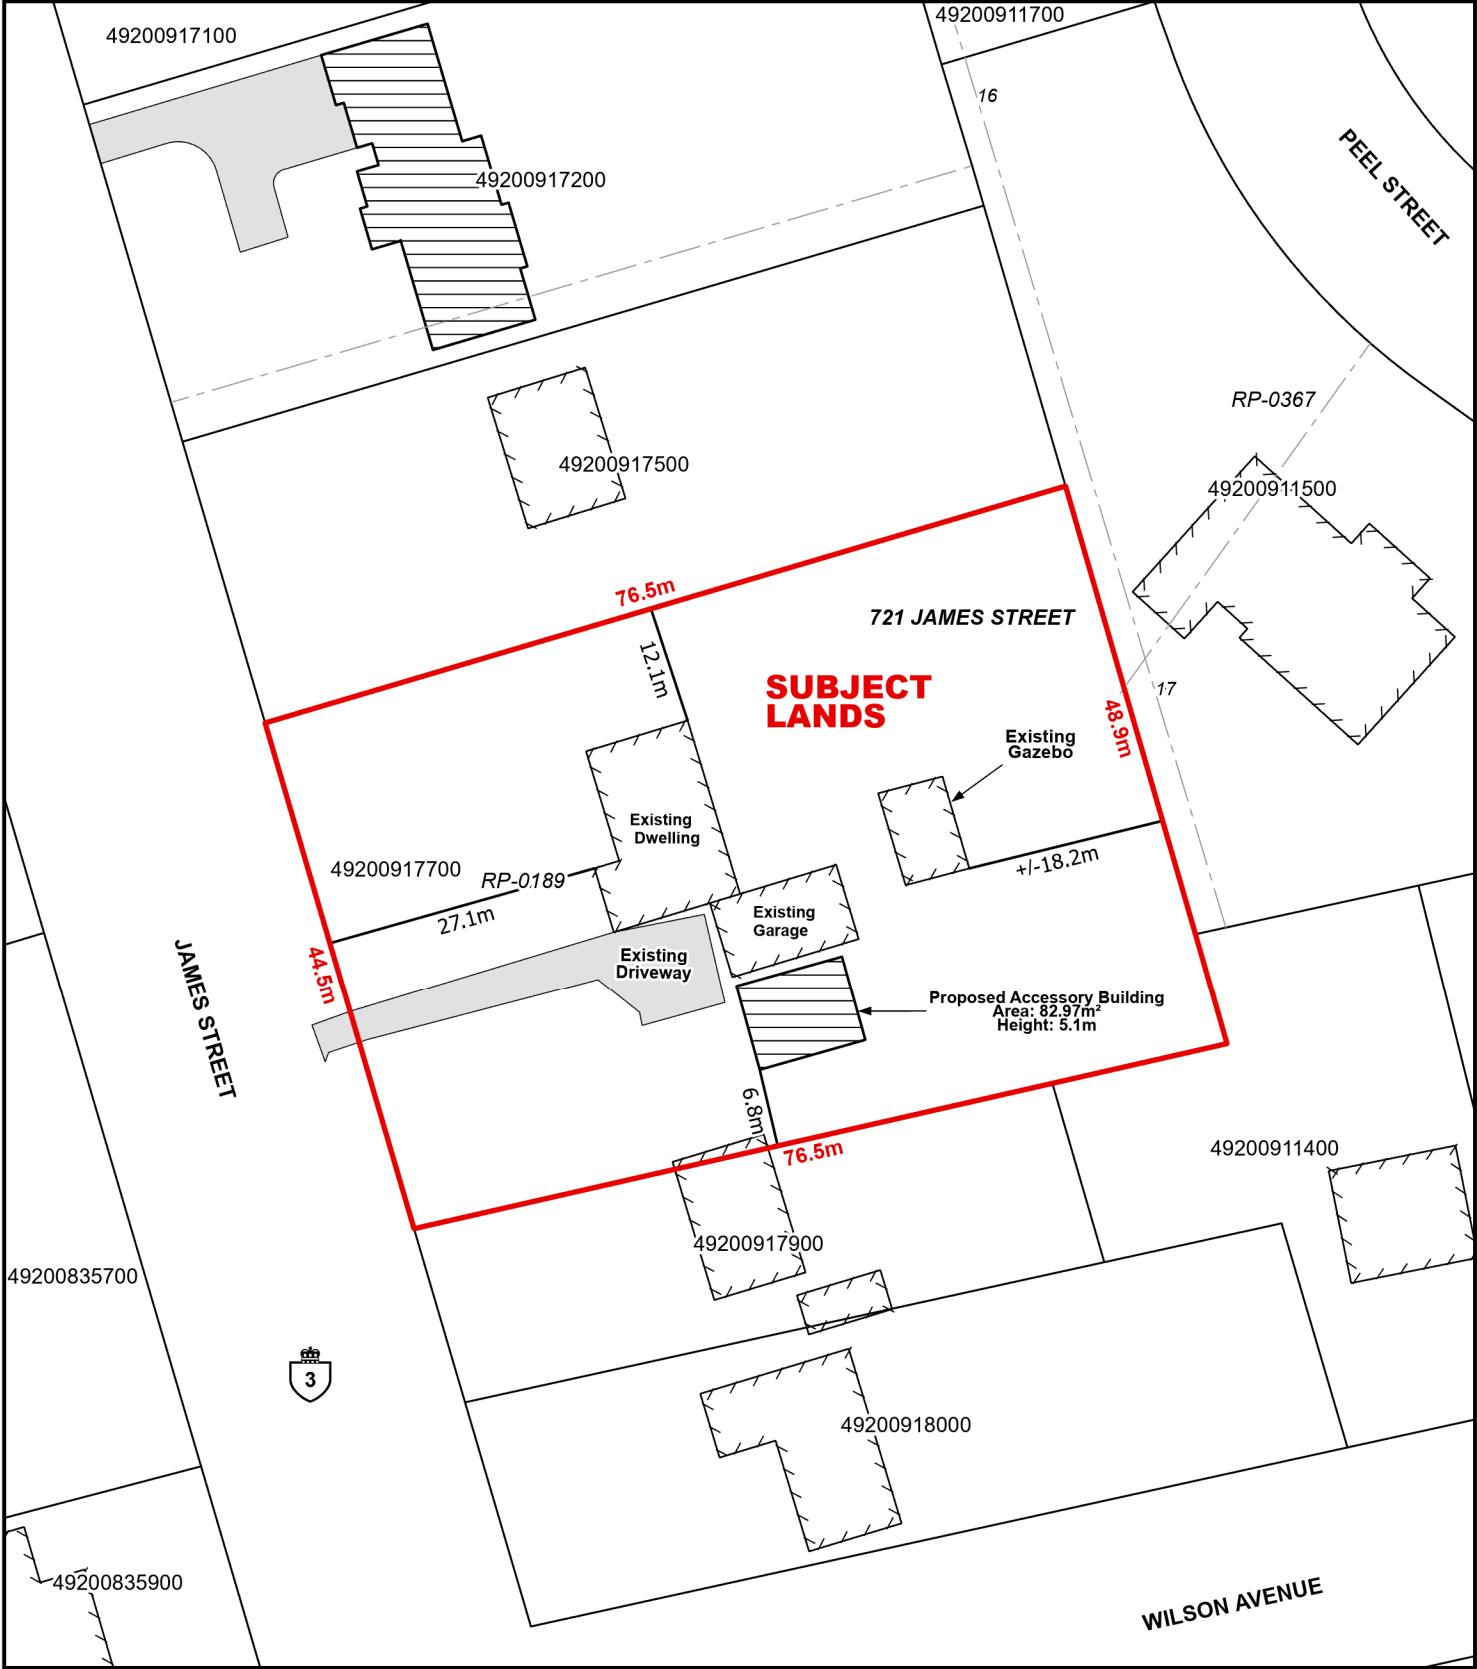 49200917100
49200911700
16
PEEL STREET
49200917200
RP-0367
49200917500
49200911500
76.5m
721 JAMES STREET
12.1m
SUBJECT
LANDS
17
48.9m
Existing
Gazebo
Existing
Dwelling
49200917700
RP-0189
+/-18.2m
27.1m
Existing
Garage
44.5m
Existing
Driveway
JAMES STREET
Proposed Accessory Building
Area: 82.97m²
Height: 5.1m
6.8m
76.5m
49200911400
49200917900
49200835700
3
49200918000
49200835900
WILSON AVENUE